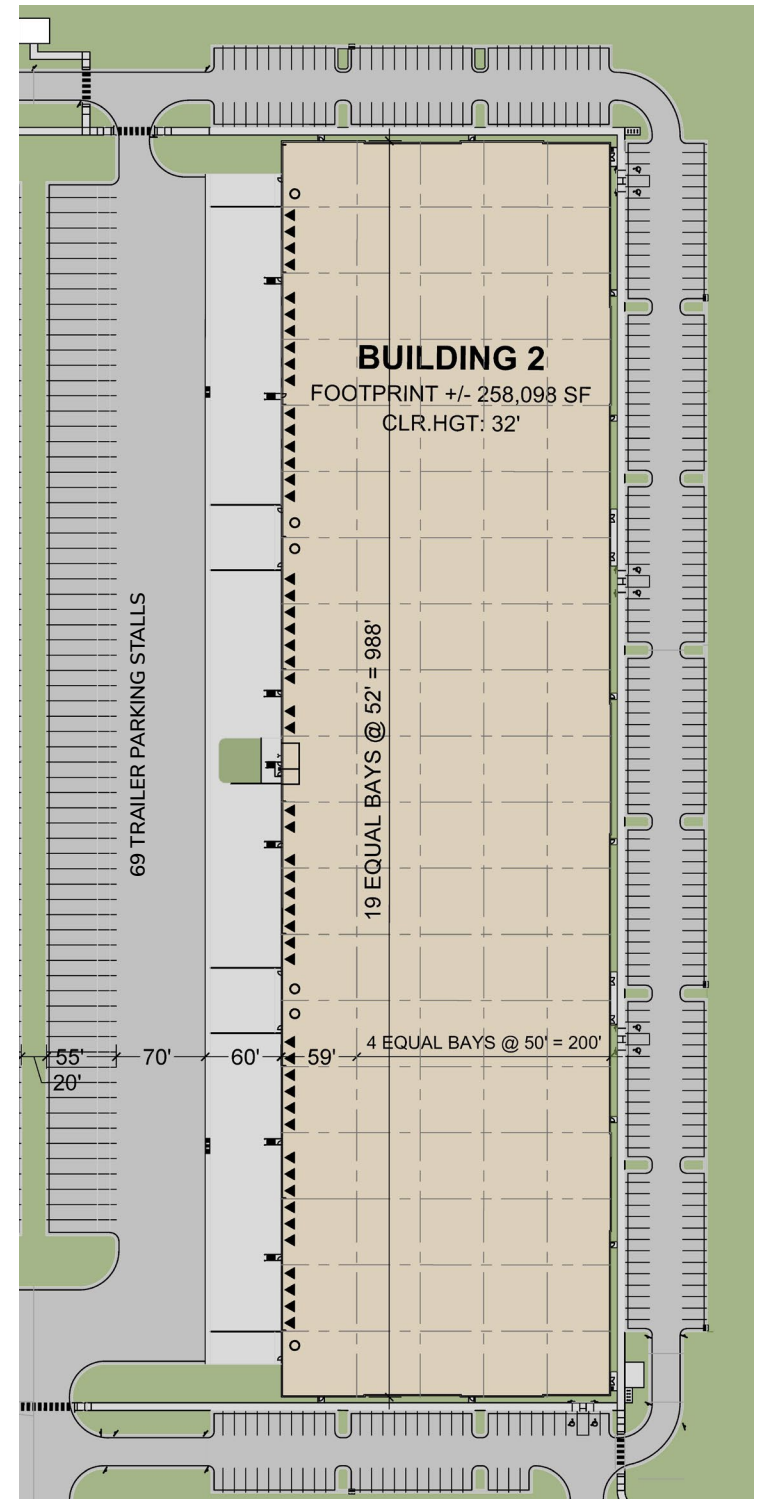 BUILDING 2
FOOTPRINT +/- 258,098 SF
CLR.HGT: 32'
69 TRAILER PARKING STALLS
19 EQUAL BAYS @ 52' = 988'
4 EQUAL BAYS @ 50' = 200'
55' 70' 60' 59'
20'